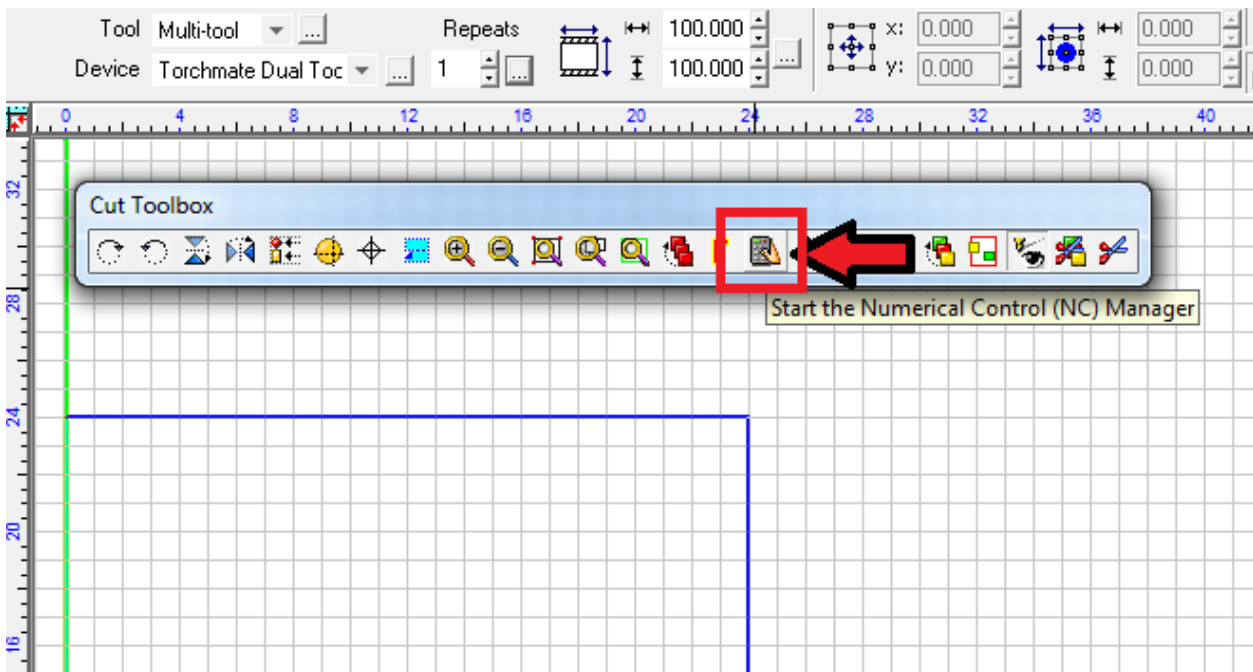 Tool Multi-tool ... Repeats 100.000 x: 0.000 0.000
Device Torchmate Dual Toc ... 1 ... 100.000 ... y: 0.000 0.000
0 4 8 12 16 20 24 28 32 36 40
32
Cut Toolbox
28
Start the Numerical Control (NC) Manager
24
20
16